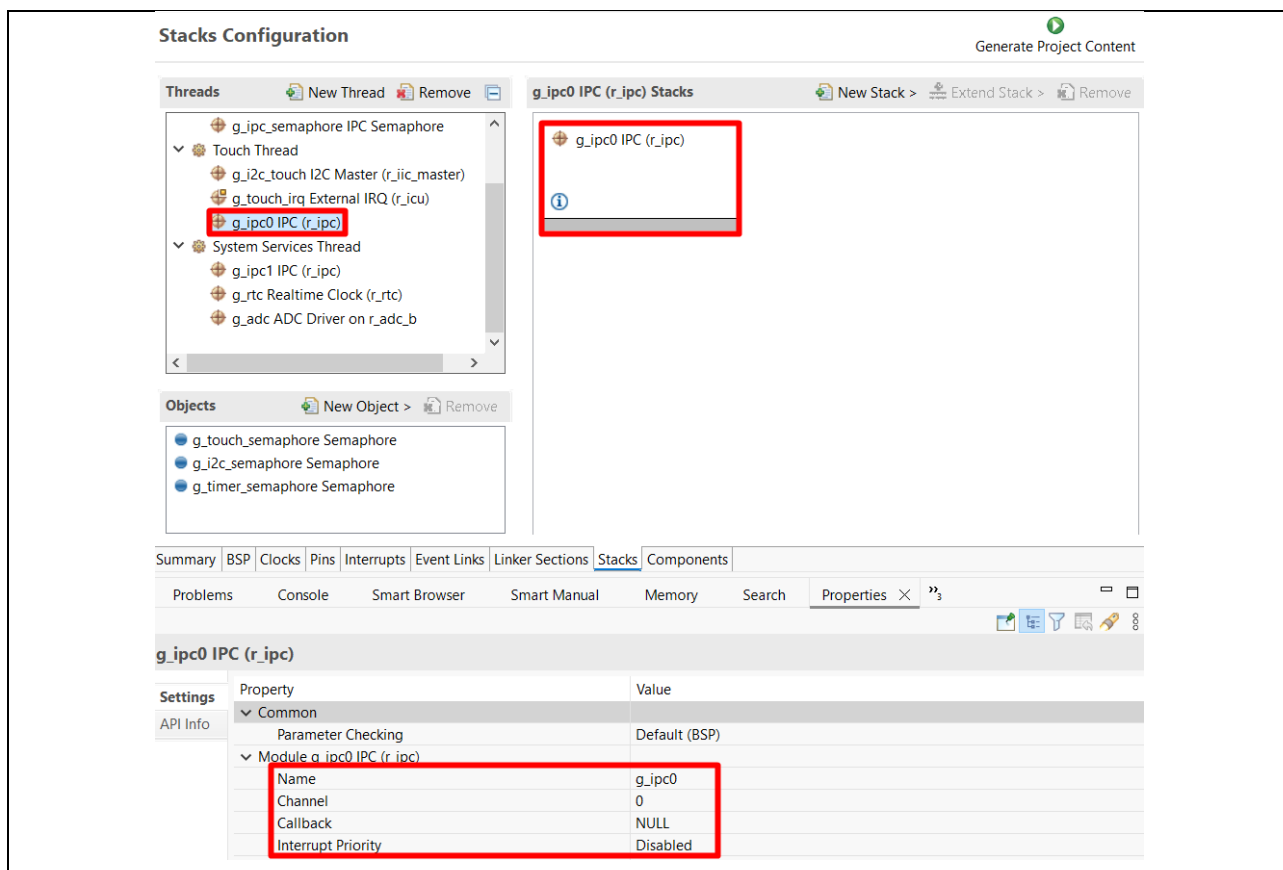 Stacks Configuration
Generate Project Content
Threads
New Thread
Remove
g_ipc_semaphore IPC Semaphore
Touch Thread
g_i2c_touch I2C Master (r_iic_master)
g_touch_irq External IRQ (r_icu)
g_ipc0 IPC (r_ipc)
System Services Thread
g_ipc1 IPC (r_ipc)
g_rtc Realtime Clock (r_rtc)
g_adc ADC Driver on r_adc_b
g_ipc0 IPC (r_ipc) Stacks
New Stack >
Extend Stack >
Remove
g_ipc0 IPC (r_ipc)
Objects
New Object >
Remove
g_touch_semaphore Semaphore
g_i2c_semaphore Semaphore
g_timer_semaphore Semaphore
Summary BSP Clocks Pins Interrupts Event Links Linker Sections Stacks Components
Problems Console Smart Browser Smart Manual Memory Search Properties 3
g_ipc0 IPC (r_ipc)
Settings
API Info
Property Value
Common
Parameter Checking Default (BSP)
Module g_ipc0 IPC (r_ipc)
Name g_ipc0
Channel 0
Callback NULL
Interrupt Priority Disabled